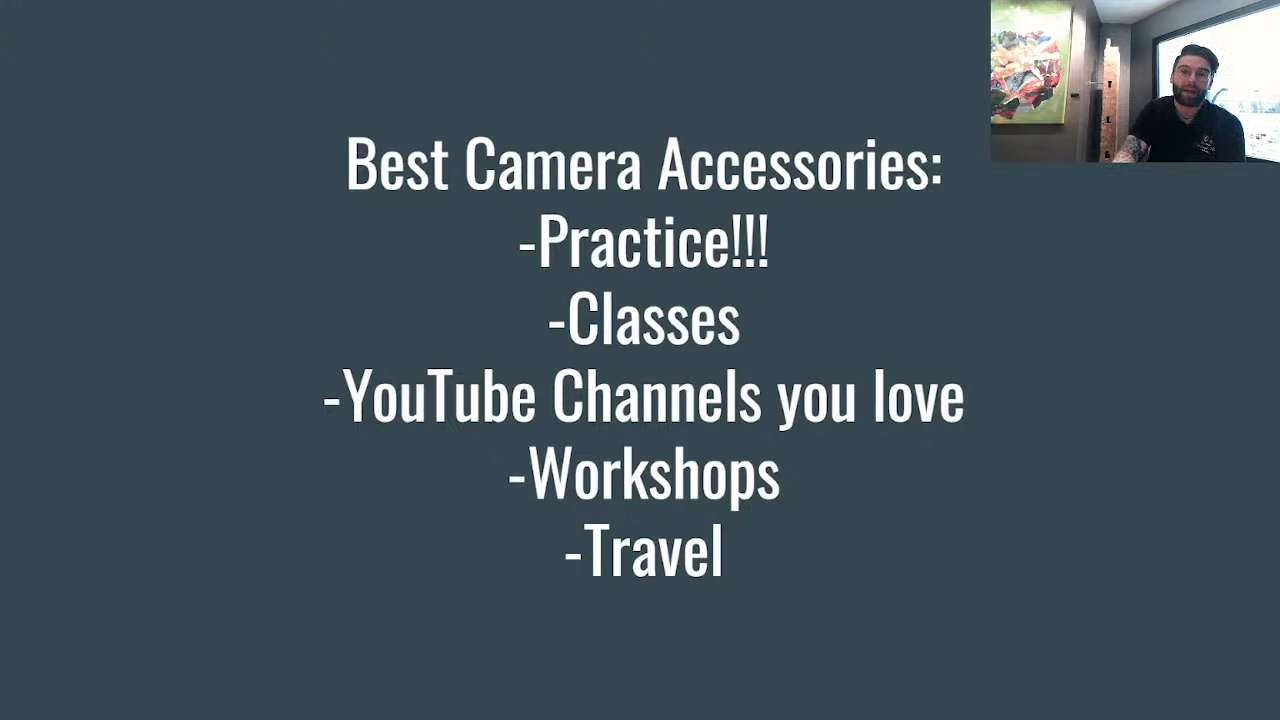 Best Camera Accessories:
-Practice!!!
-Classes
-YouTube Channels you love
-Workshops
-Travel